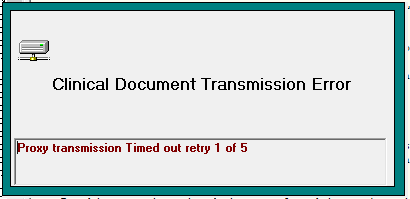 Clinical Document Transmission Error
Proxy transmission Timed out retry 1 of 5